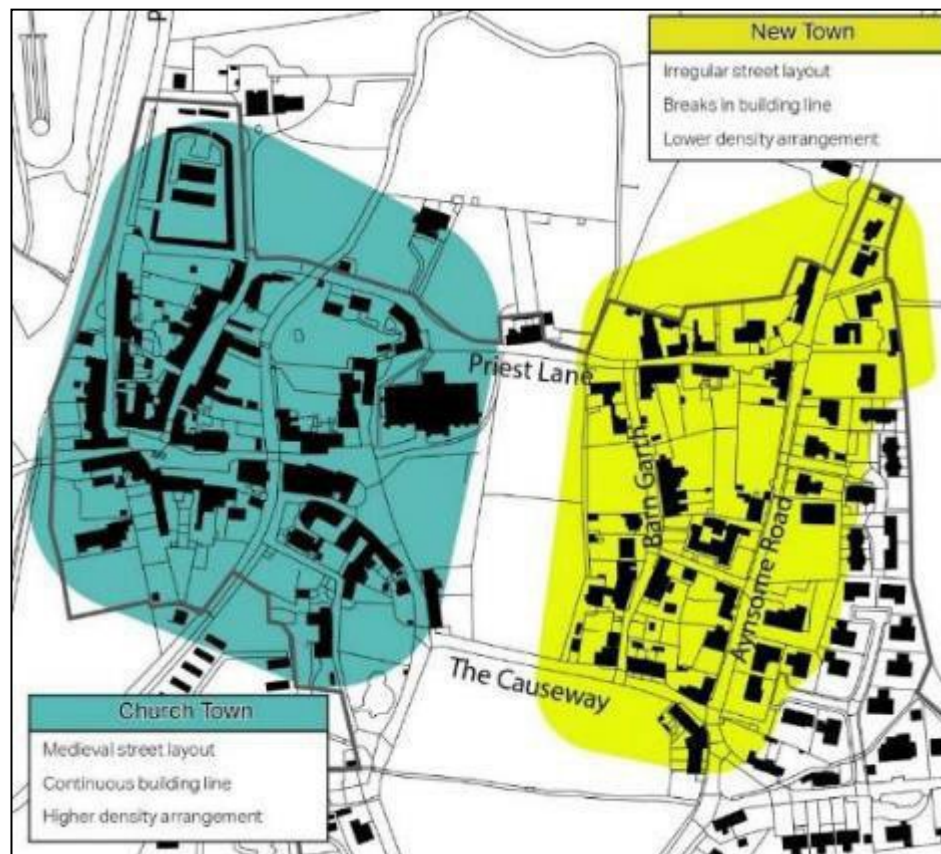 New Town
Irregular street layout
Breaks in building line
Lower density arrangement
Priest Lane
Barn Garth
Aynsome Road
The Causeway
Church Town
Medieval street layout
Continuous building line
Higher density arrangement